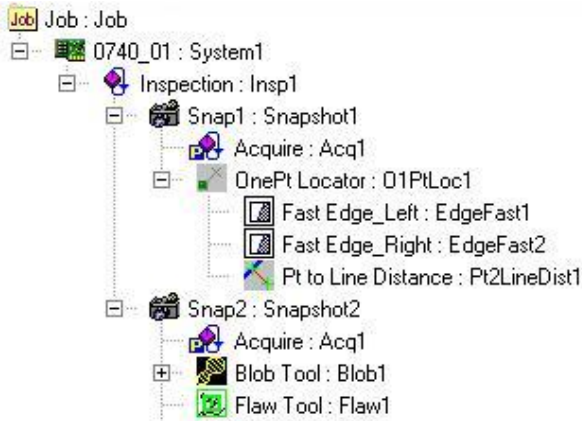 Job Job : Job
0740_01 : System1
Inspection : Insp1
Snap1 : Snapshot1
P Acquire : Acq1
OnePt Locator : O1PtLoc1
Fast Edge_Left : EdgeFast1
Fast Edge_Right : EdgeFast2
Pt to Line Distance : Pt2LineDist1
Snap2 : Snapshot2
P Acquire : Acq1
Blob Tool : Blob1
Flaw Tool : Flaw1